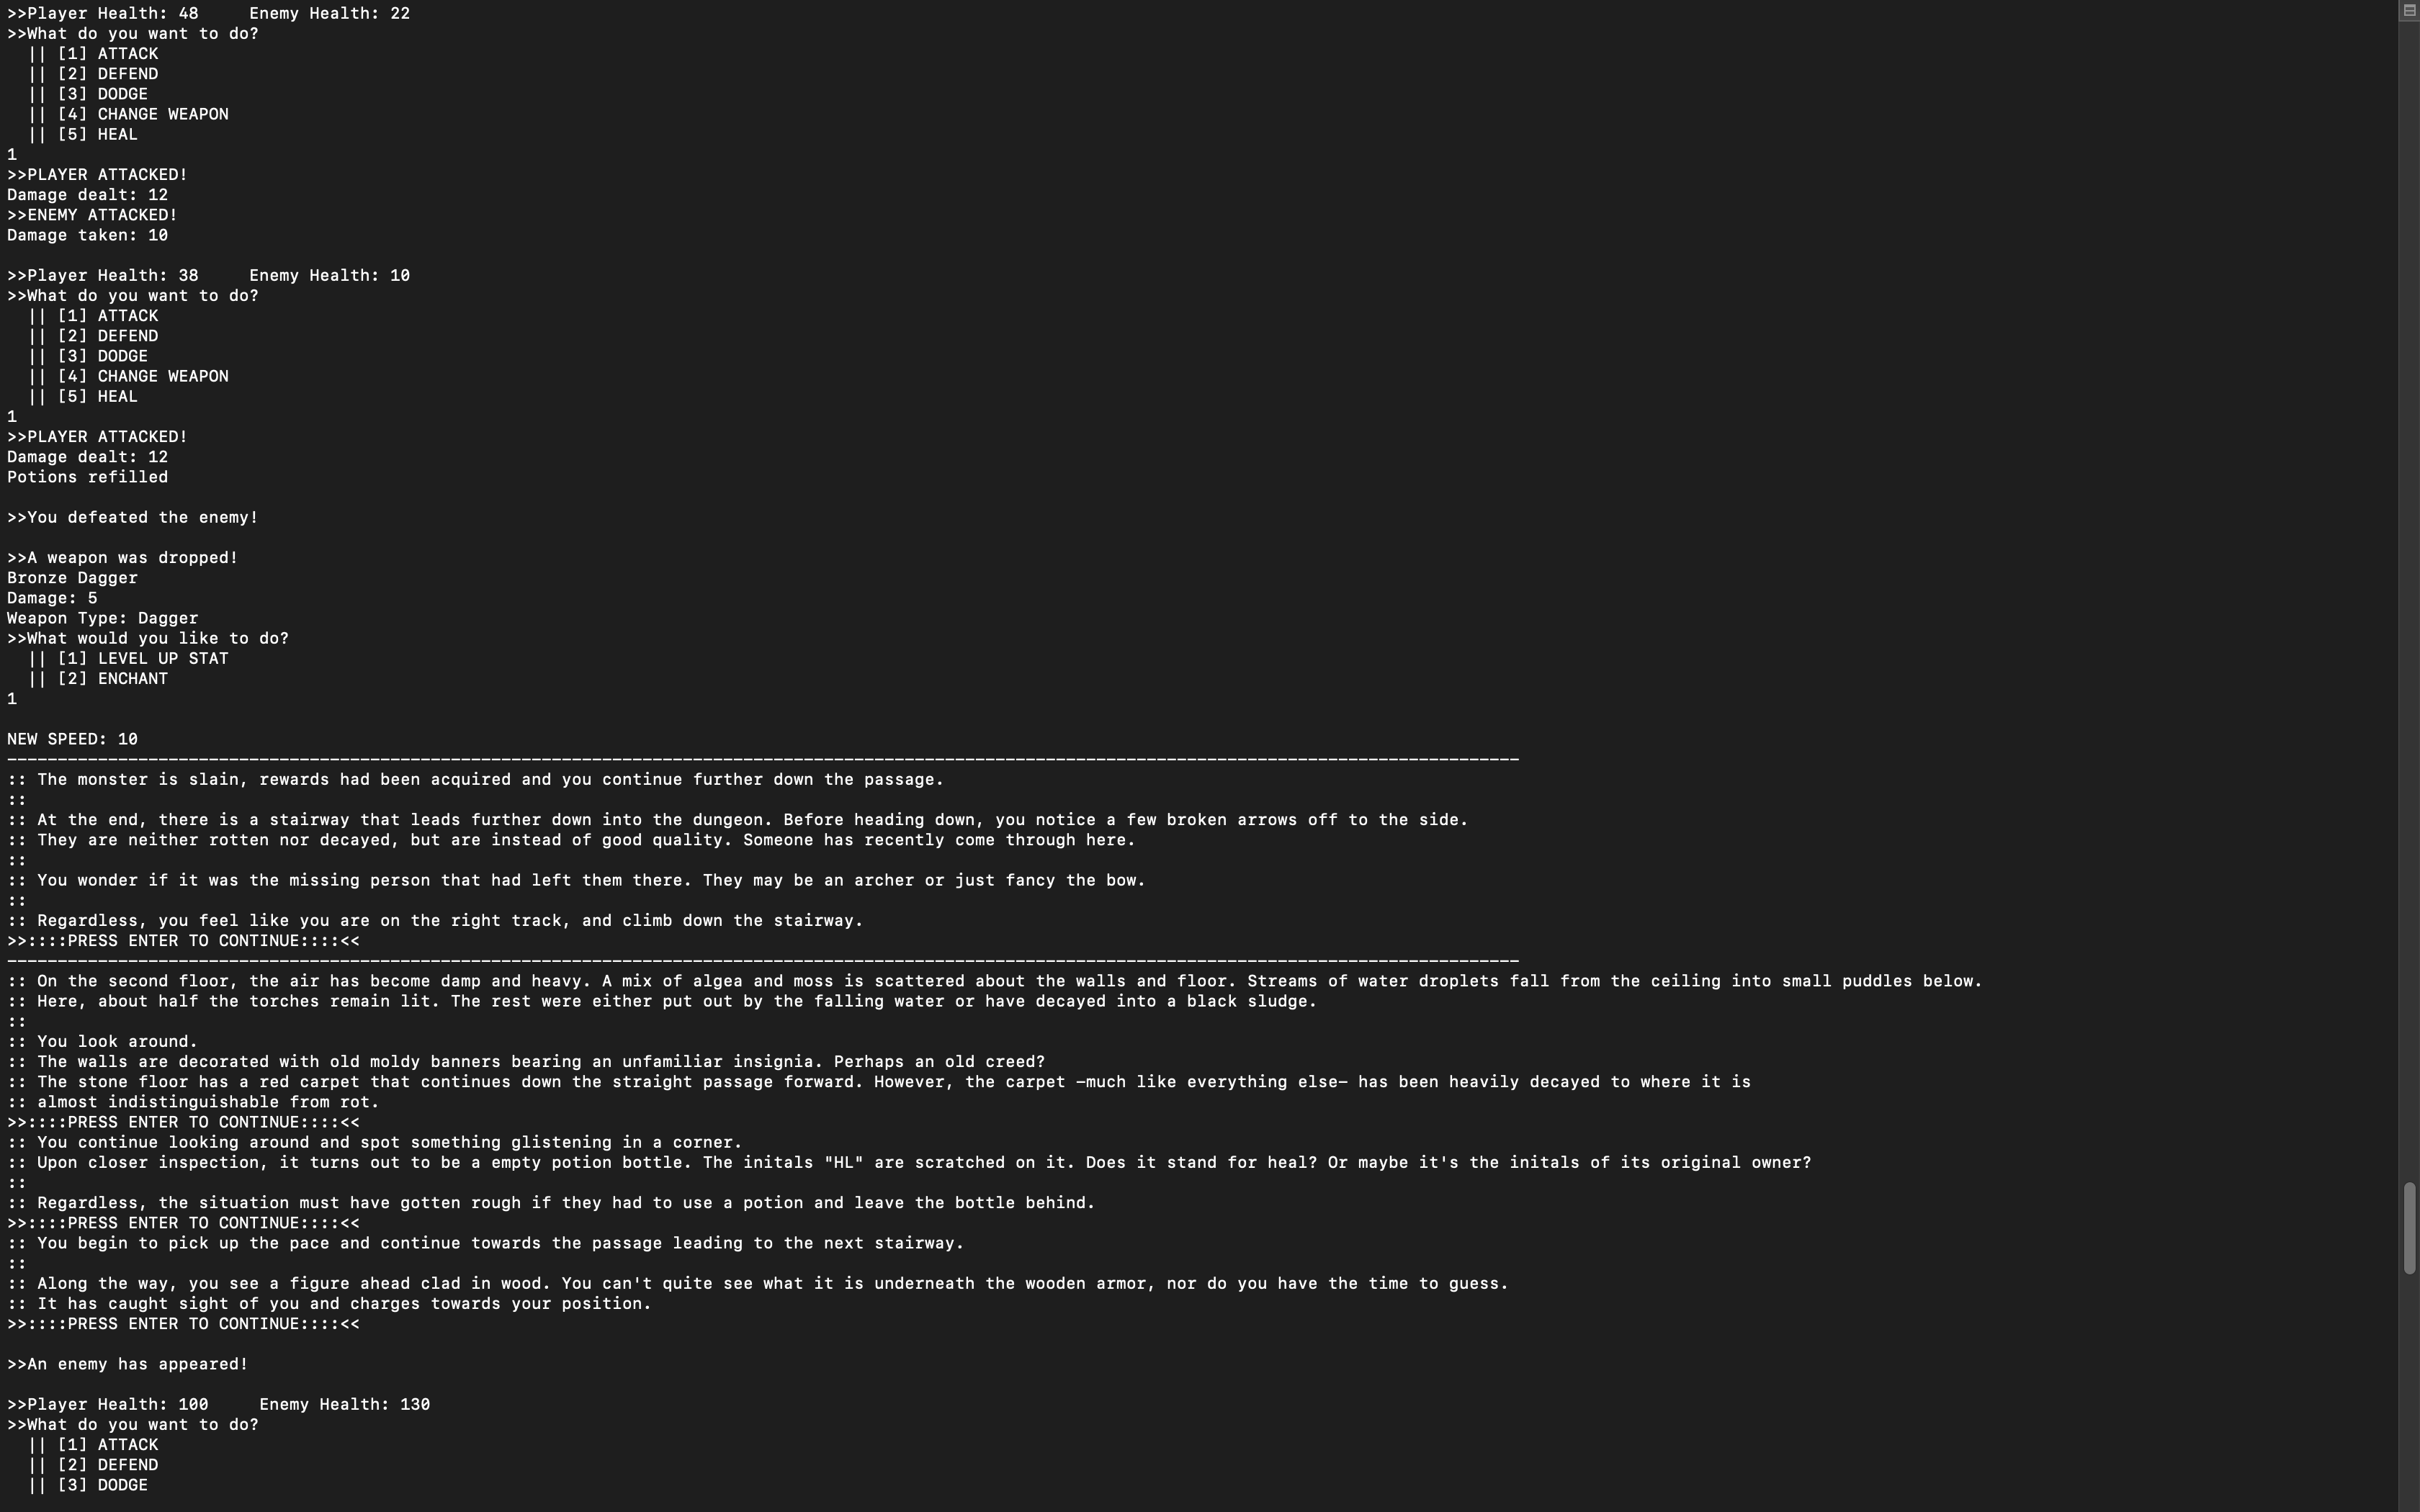 >>Player Health: 48     Enemy Health: 22
>>What do you want to do?
  || [1] ATTACK
  || [2] DEFEND
  || [3] DODGE
  || [4] CHANGE WEAPON
  || [5] HEAL
1
>>PLAYER ATTACKED!
Damage dealt: 12
>>ENEMY ATTACKED!
Damage taken: 10

>>Player Health: 38     Enemy Health: 10
>>What do you want to do?
  || [1] ATTACK
  || [2] DEFEND
  || [3] DODGE
  || [4] CHANGE WEAPON
  || [5] HEAL
1
>>PLAYER ATTACKED!
Damage dealt: 12
Potions refilled

>>You defeated the enemy!

>>A weapon was dropped!
Bronze Dagger
Damage: 5
Weapon Type: Dagger
>>What would you like to do?
  || [1] LEVEL UP STAT
  || [2] ENCHANT
1

NEW SPEED: 10
------------------------------------------------------------------------------------------------------------------------------------------------------
:: The monster is slain, rewards had been acquired and you continue further down the passage.
::
:: At the end, there is a stairway that leads further down into the dungeon. Before heading down, you notice a few broken arrows off to the side.
:: They are neither rotten nor decayed, but are instead of good quality. Someone has recently come through here.
::
:: You wonder if it was the missing person that had left them there. They may be an archer or just fancy the bow.
::
:: Regardless, you feel like you are on the right track, and climb down the stairway.
>>::::PRESS ENTER TO CONTINUE::::<<
------------------------------------------------------------------------------------------------------------------------------------------------------
:: On the second floor, the air has become damp and heavy. A mix of algea and moss is scattered about the walls and floor. Streams of water droplets fall from the ceiling into small puddles below.
:: Here, about half the torches remain lit. The rest were either put out by the falling water or have decayed into a black sludge.
::
:: You look around.
:: The walls are decorated with old moldy banners bearing an unfamiliar insignia. Perhaps an old creed?
:: The stone floor has a red carpet that continues down the straight passage forward. However, the carpet -much like everything else- has been heavily decayed to where it is
:: almost indistinguishable from rot.
>>::::PRESS ENTER TO CONTINUE::::<<
:: You continue looking around and spot something glistening in a corner.
:: Upon closer inspection, it turns out to be a empty potion bottle. The initals "HL" are scratched on it. Does it stand for heal? Or maybe it's the initals of its original owner?
::
:: Regardless, the situation must have gotten rough if they had to use a potion and leave the bottle behind.
>>::::PRESS ENTER TO CONTINUE::::<<
:: You begin to pick up the pace and continue towards the passage leading to the next stairway.
::
:: Along the way, you see a figure ahead clad in wood. You can't quite see what it is underneath the wooden armor, nor do you have the time to guess.
:: It has caught sight of you and charges towards your position.
>>::::PRESS ENTER TO CONTINUE::::<<

>>An enemy has appeared!

>>Player Health: 100     Enemy Health: 130
>>What do you want to do?
  || [1] ATTACK
  || [2] DEFEND
  || [3] DODGE